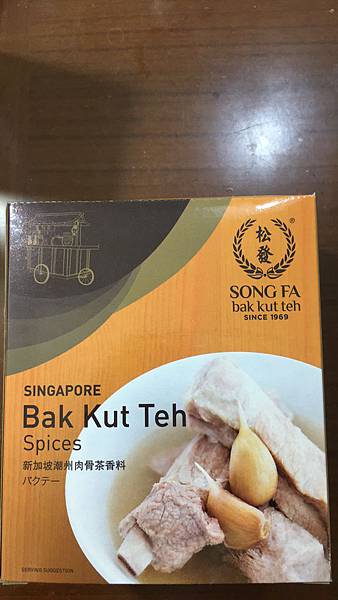 松
發
®
SONG FA
bak kut teh
SINCE 1969
SINGAPORE
Bak Kut Teh
Spices
新加坡潮州肉骨茶香料
バクテー
SERVING SUGGESTION